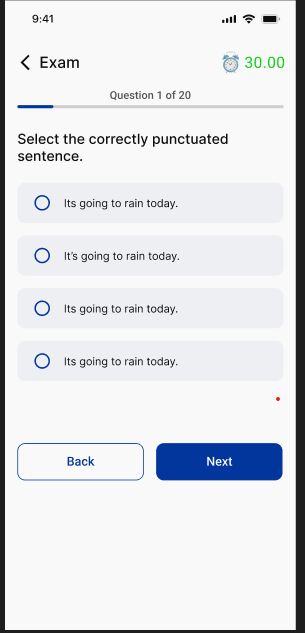 9:41
Exam
30.00
Question 1 of 20
Select the correctly punctuated
sentence.
Its going to rain today.
It's going to rain today.
Its going to rain today.
Its going to rain today.
Back
Next